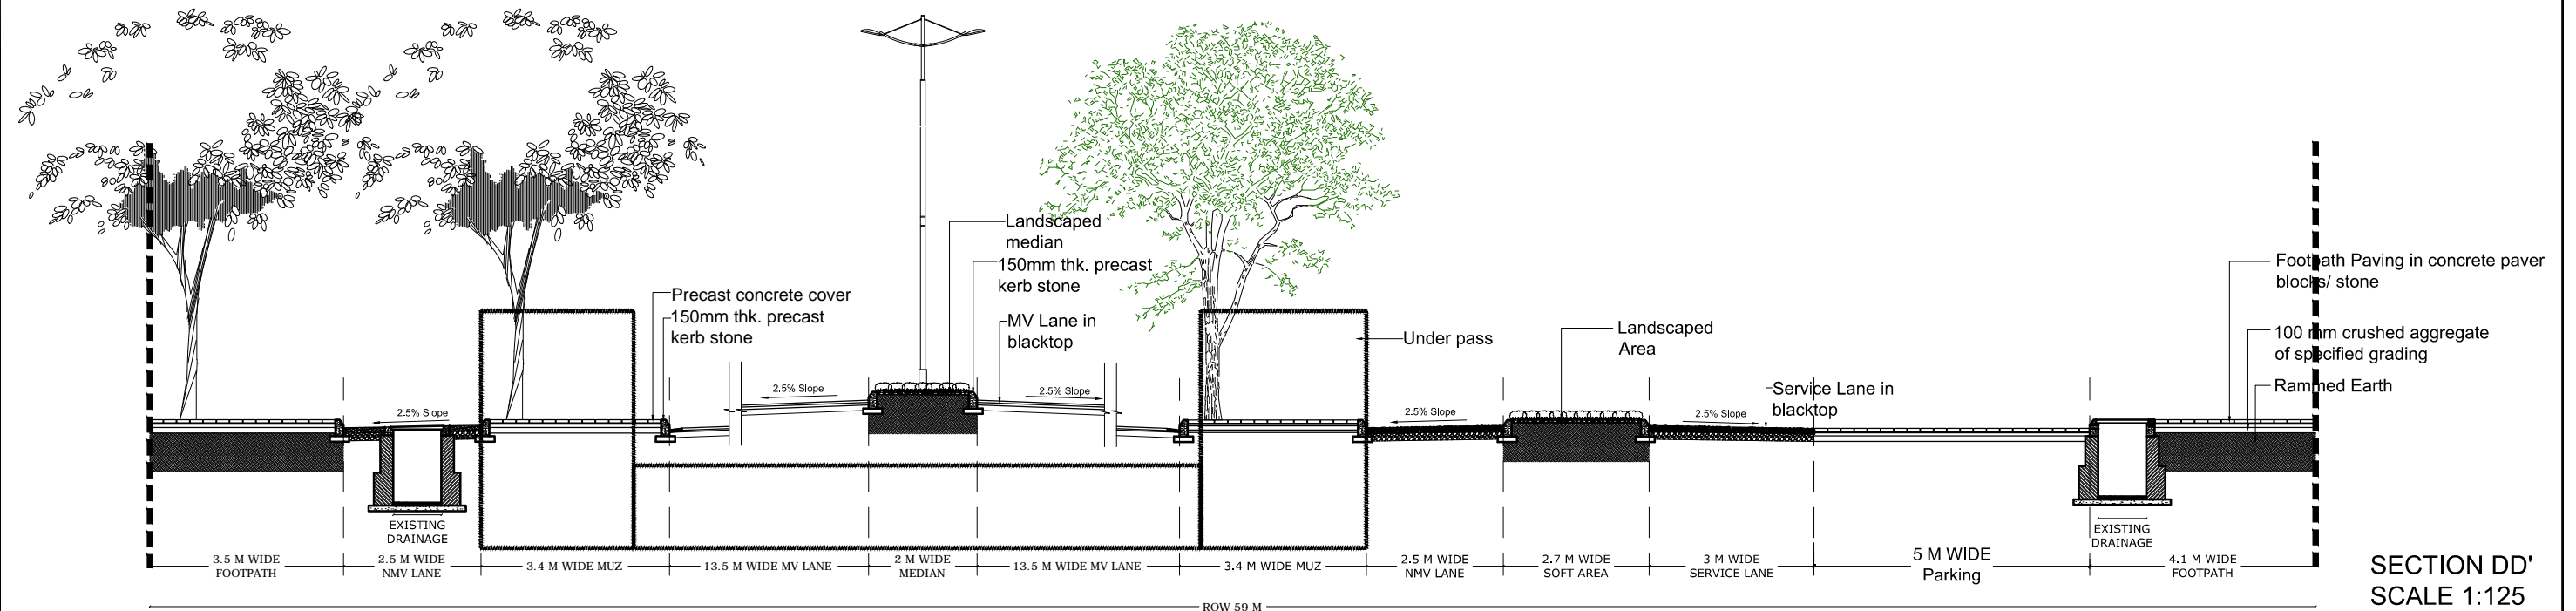 Landscaped
median
150mm thk. precast
kerb stone
Footpath Paving in concrete paver
blocks/ stone
Precast concrete cover
150mm thk. precast
kerb stone
MV Lane in
blacktop
Under pass
Landscaped
Area
100 mm crushed aggregate
of specified grading
Rammed Earth
Service Lane in
blacktop
2.5% Slope
2.5% Slope
2.5% Slope
2.5% Slope
2.5% Slope
EXISTING
DRAINAGE
EXISTING
DRAINAGE
3.5 M WIDE
FOOTPATH
2.5 M WIDE
NMV LANE
3.4 M WIDE MUZ
13.5 M WIDE MV LANE
2 M WIDE
MEDIAN
13.5 M WIDE MV LANE
3.4 M WIDE MUZ
2.5 M WIDE
NMV LANE
2.7 M WIDE
SOFT AREA
3 M WIDE
SERVICE LANE
5 M WIDE
Parking
4.1 M WIDE
FOOTPATH
SECTION DD'
SCALE 1:125
ROW 59 M